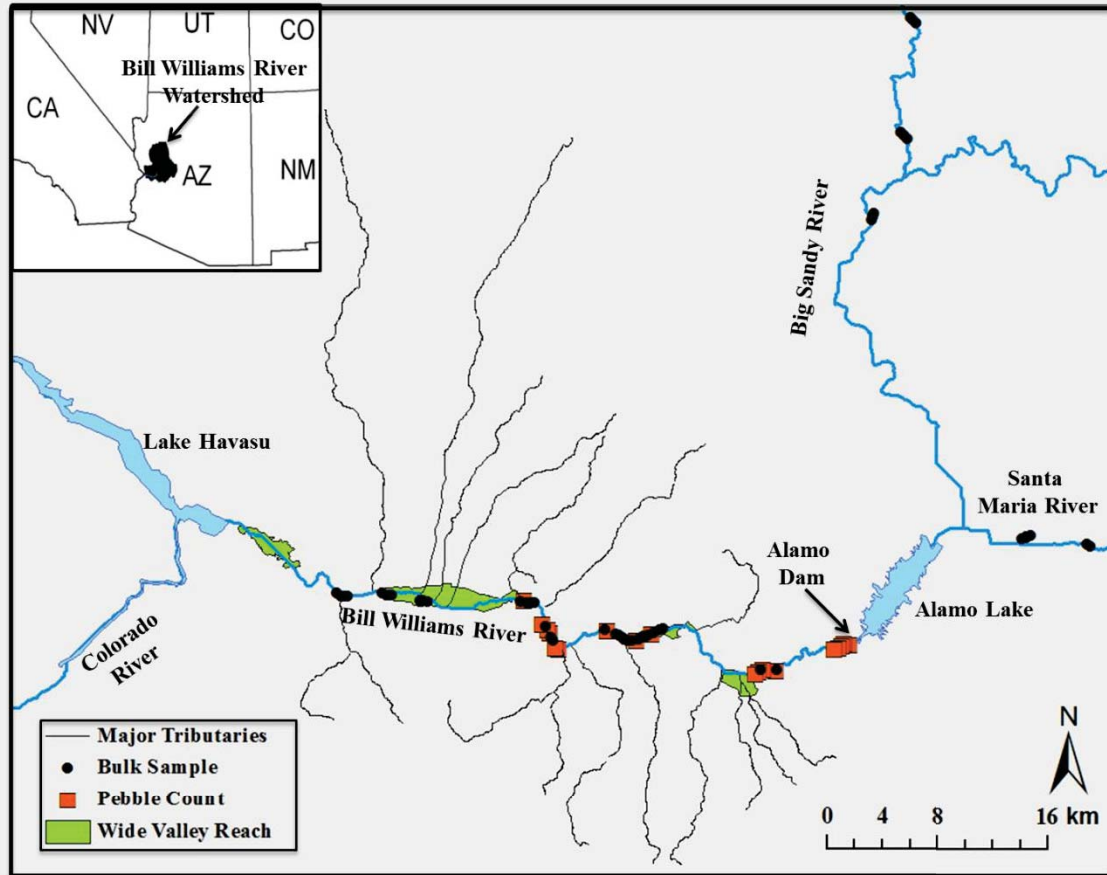 NV
UT
CO
Bill Williams River
Watershed
CA
AZ
NM
Big Sandy River
Lake Havasu
Santa
Maria River
Alamo
Dam
Alamo Lake
Bill Williams River
Colorado
River
Major Tributaries
Bulk Sample
Pebble Count
Wide Valley Reach
N
0 4 8 16 km